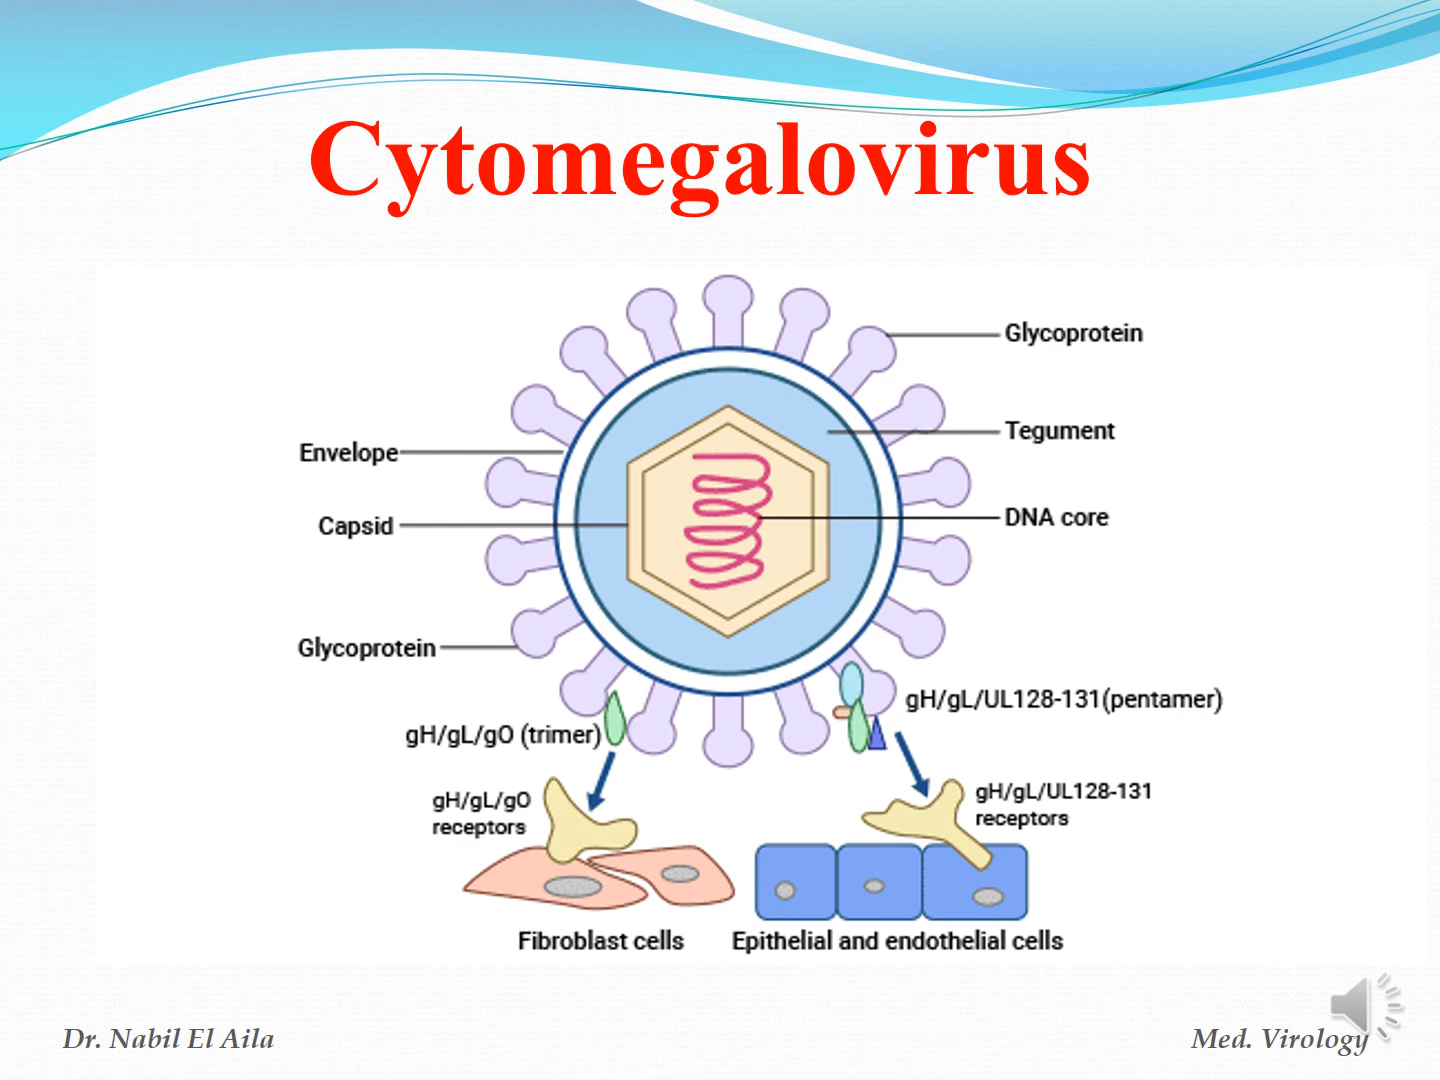 Cytomegalovirus
Glycoprotein
Tegument
Envelope
DNA core
Capsid
Glycoprotein
gH/gL/UL128-131(pentamer)
gH/gL/gO (trimer)
gH/gL/gO
receptors
gH/gL/UL128-131
receptors
Fibroblast cells
Epithelial and endothelial cells
Dr. Nabil El Aila
Med. Virology